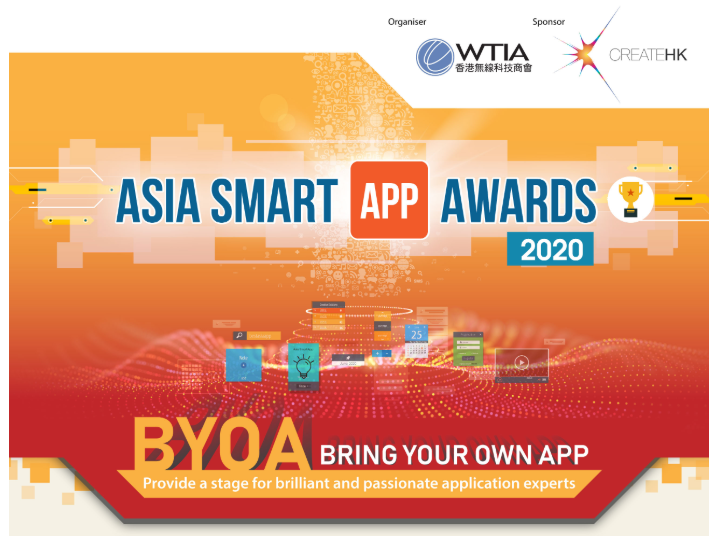 Organiser
Sponsor
WTIA
香港無線科技商會
CREATEHK
ASIA SMART APP AWARDS
2020
25
BYOA BRING YOUR OWN APP
Provide a stage for brilliant and passionate application experts